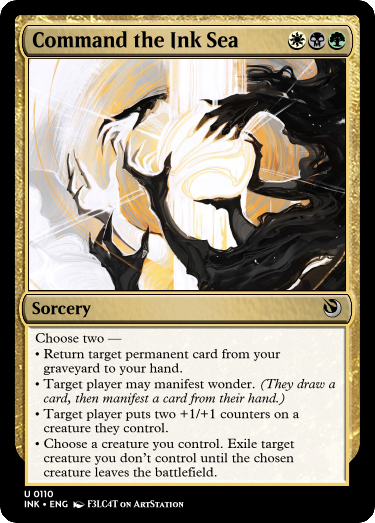 Command the Ink Sea
Sorcery
Choose two —
• Return target permanent card from your
graveyard to your hand.
• Target player may manifest wonder. (They draw a
card, then manifest a card from their hand.)
• Target player puts two +1/+1 counters on a
creature they control.
• Choose a creature you control. Exile target
creature you don't control until the chosen
creature leaves the battlefield.
U 0110
INK • ENG F3LC4T ON ARTSTATION